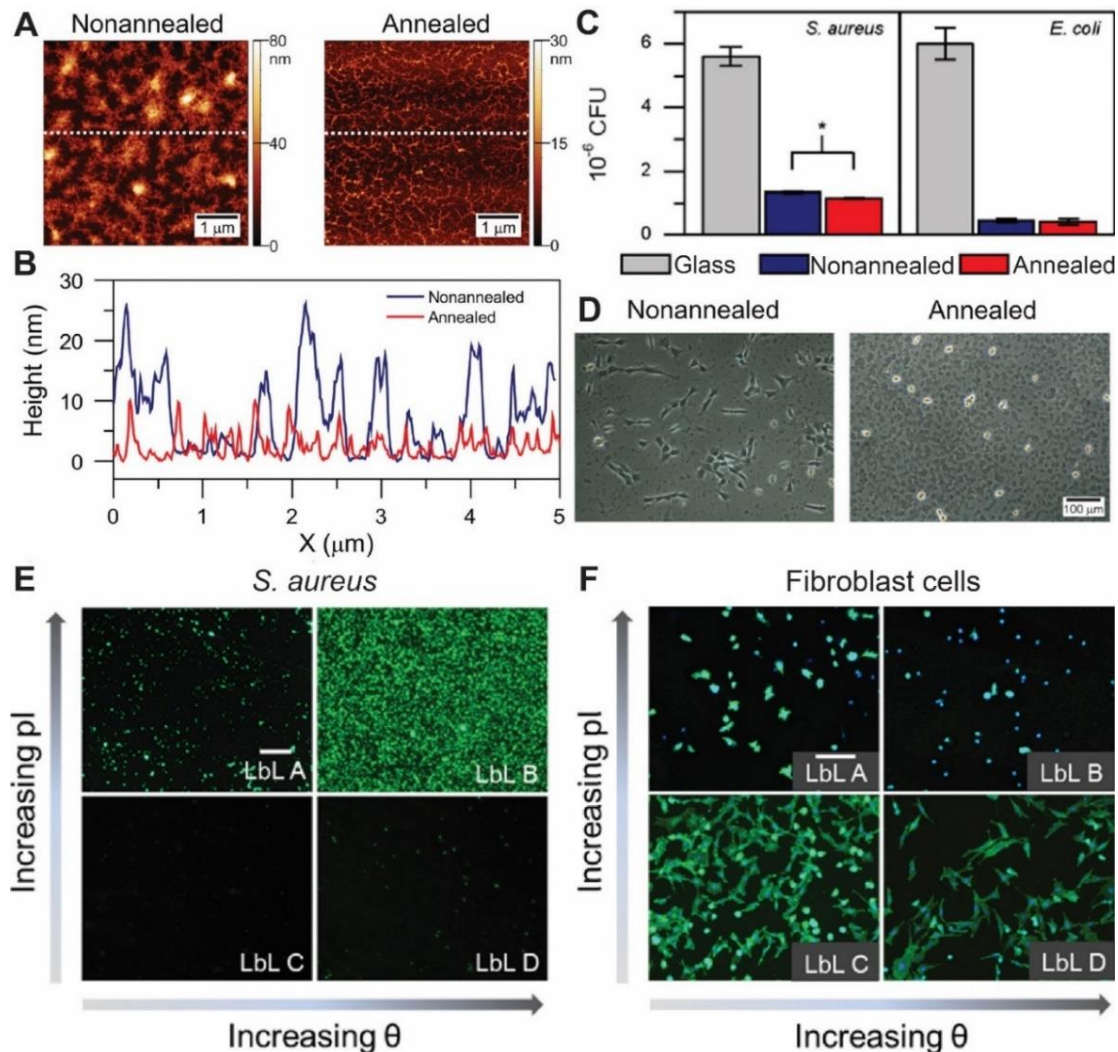 A
Nonannealed
80
nm
40
0
1 μm
Annealed
30
nm
15
0
1 μm
B
Height (nm)
30
20
10
0
Nonannealed
Annealed
0 1 2 3 4 5
X (μm)
C
10⁻⁶ CFU
6
4
2
0
S. aureus
E. coli
*
Glass Nonannealed Annealed
D
Nonannealed
Annealed
100 μm
E
S. aureus
Increasing pI
LbL A
LbL B
LbL C
LbL D
Increasing θ
F
Fibroblast cells
Increasing pI
LbL A
LbL B
LbL C
LbL D
Increasing θ